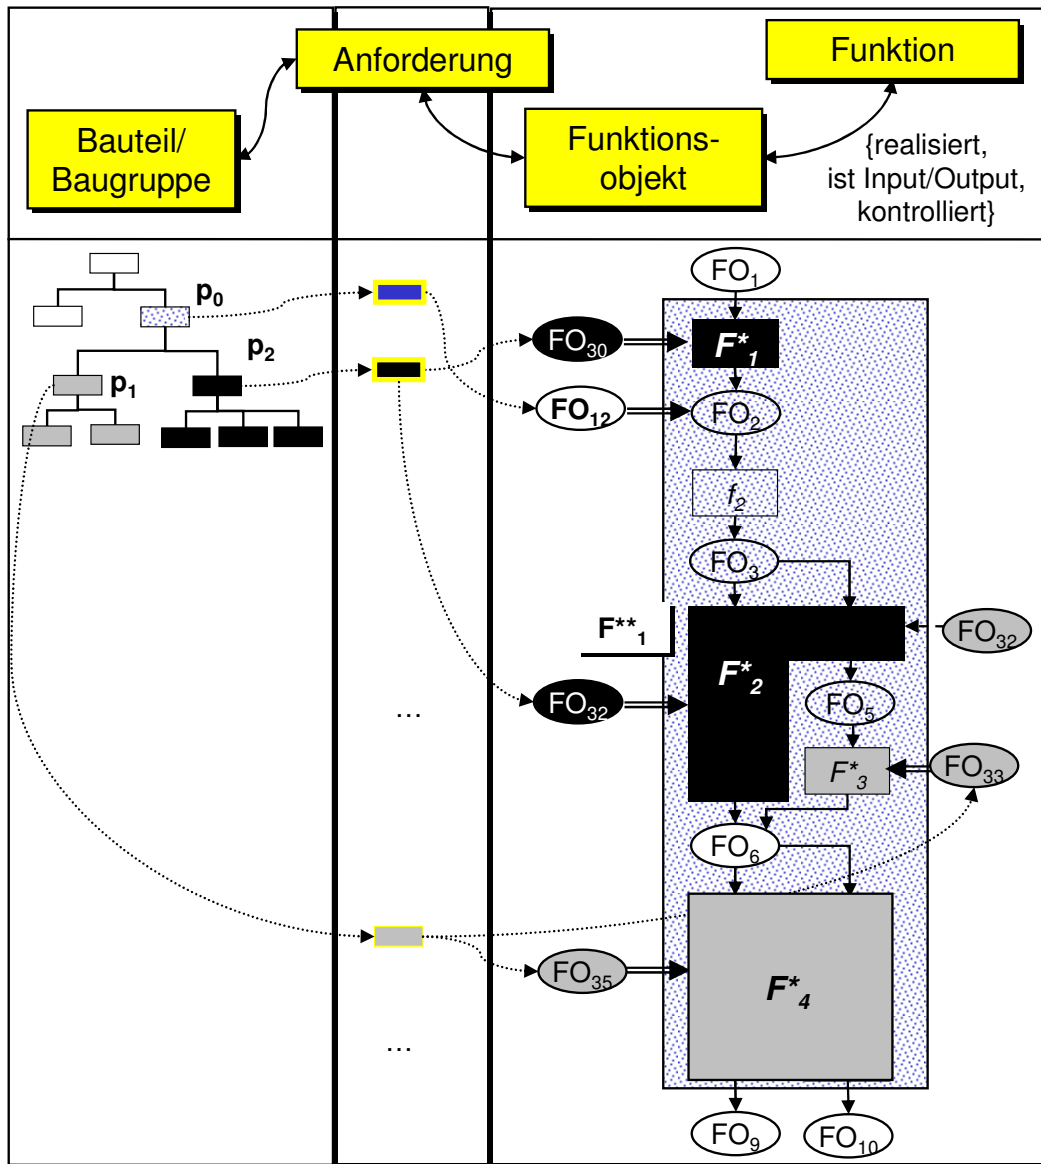 Anforderung
Funktion
Bauteil/
Baugruppe
Funktions-
objekt
{realisiert,
ist Input/Output,
kontrolliert}
p0
p2
p1
FO1
FO30
F*1
FO12
FO2
f2
FO3
F**1
FO32
F*2
FO32
FO5
...
F*3
FO33
FO6
FO35
F*4
...
FO9
FO10